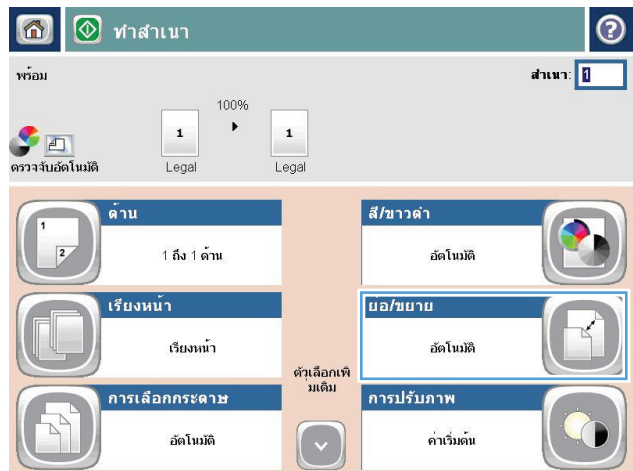 ทำสำเนา
?
พร้อม
สำเนา: 1
100%
1
1
ตรวจจับอัตโนมัติ
Legal
Legal
ด้าน
1
2
1 ถึง 1 ด้าน
สี/ขาวดำ
อัตโนมัติ
เรียงหน้า
เรียงหน้า
ย่อ/ขยาย
อัตโนมัติ
ตัวเลือกเพิ
่มเติม
การเลือกกระดาษ
อัตโนมัติ
การปรับภาพ
ค่าเริ่มต้น